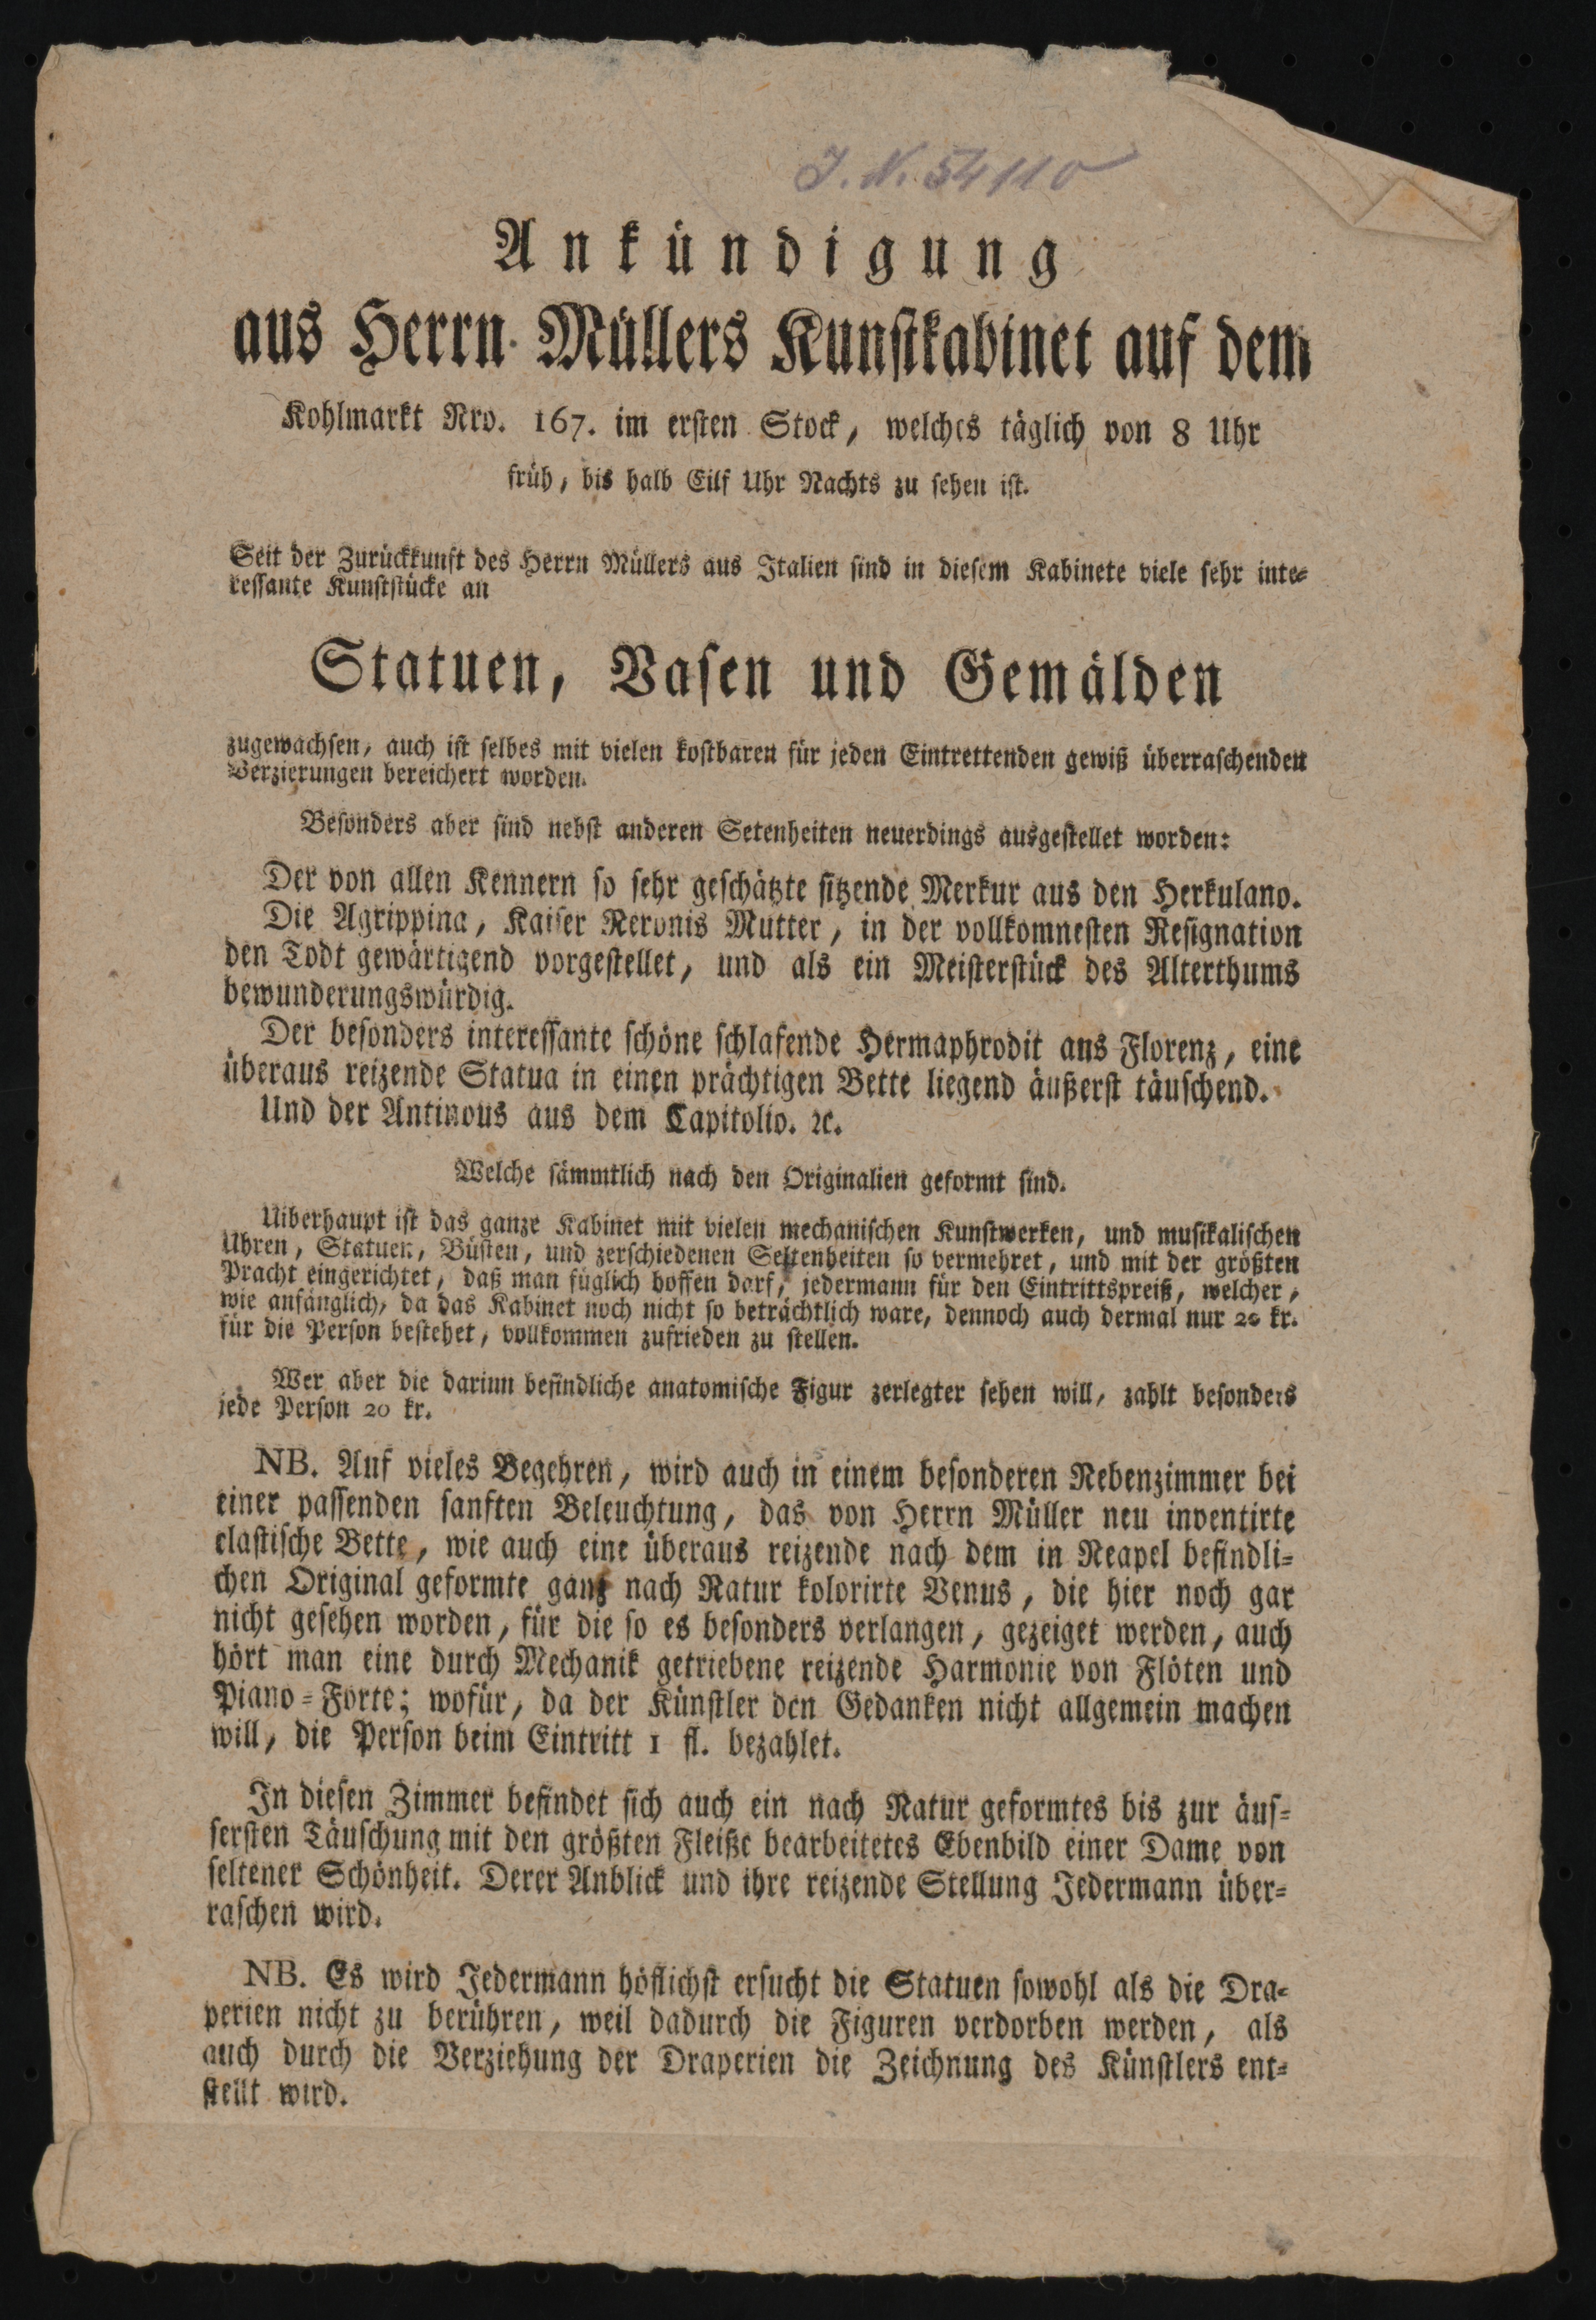 J. N. 54110
Ankündigung
aus Herrn Müllers Kunstkabinet auf dem
Kohlmarkt Nro. 167. im ersten Stock, welches täglich von 8 Uhr
früh, bis halb Eilf Uhr Nachts zu sehen ist.
Seit der Zurückkunft des Herrn Müllers aus Italien sind in diesem Kabinete viele sehr inte-
ressante Kunststücke an
Statuen, Vasen und Gemälden
zugewachsen, auch ist selbes mit vielen kostbaren für jeden Eintrettenden gewiß überraschenden
Verzierungen bereichert worden.
Besonders aber sind nebst anderen Setenheiten neuerdings ausgestellet worden:
Der von allen Kennern so sehr geschätzte sitzende Merkur aus den Herkulano.
Die Agrippina, Kaiser Neronis Mutter, in der vollkomnesten Resignation
den Todt gewärtigend vorgestellet, und als ein Meisterstück des Alterthums
bewunderungswürdig.
Der besonders interessante schöne schlafende Hermaphrodit aus Florenz, eine
überaus reizende Statua in einen prächtigen Bette liegend äußerst täuschend.
Und der Antinous aus dem Capitolio. ꝛc.
Welche sämmtlich nach den Originalien geformt sind.
Uiberhaupt ist das ganze Kabinet mit vielen mechanischen Kunstwerken, und musikalischen
Uhren, Statuen, Büsten, und zerschiedenen Seltenheiten so vermehret, und mit der größten
Pracht eingerichtet, daß man füglich hoffen darf, jedermann für den Eintrittspreiß, welcher,
wie anfänglich, da das Kabinet noch nicht so beträchtlich ware, dennoch auch dermal nur 20 kr.
für die Person bestehet, vollkommen zufrieden zu stellen.
Wer aber die darinn befindliche anatomische Figur zerlegter sehen will, zahlt besonders
jede Person 20 kr.
NB. Auf vieles Begehren, wird auch in einem besonderen Nebenzimmer bei
einer passenden sanften Beleuchtung, das von Herrn Müller neu inventirte
elastische Bette, wie auch eine überaus reizende nach dem in Neapel befindli-
chen Original geformte ganz nach Natur kolorirte Venus, die hier noch gar
nicht gesehen worden, für die so es besonders verlangen, gezeiget werden, auch
hört man eine durch Mechanik getriebene reizende Harmonie von Flöten und
Piano-Forte; wofür, da der Künstler den Gedanken nicht allgemein machen
will, die Person beim Eintritt 1 fl. bezahlet.
In diesen Zimmer befindet sich auch ein nach Natur geformtes bis zur äus-
sersten Täuschung mit den größten Fleiße bearbeitetes Ebenbild einer Dame von
seltener Schönheit. Derer Anblick und ihre reizende Stellung Jedermann über-
raschen wird.
NB. Es wird Jedermann höflichst ersucht die Statuen sowohl als die Dra-
perien nicht zu berühren, weil dadurch die Figuren verdorben werden, als
auch durch die Verziehung der Draperien die Zeichnung des Künstlers ent-
stellt wird.